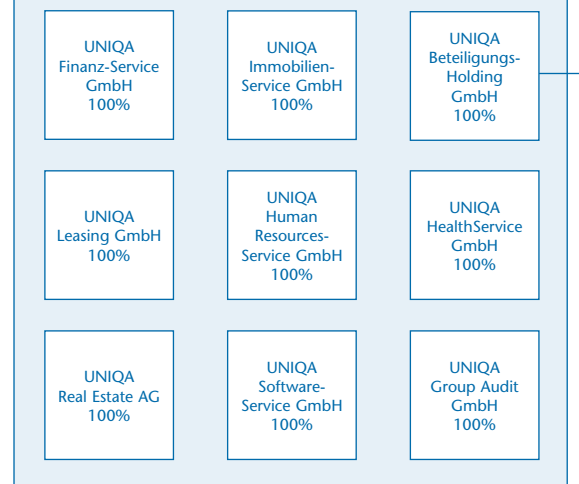 UNIQA
Finanz-Service
GmbH
100%
UNIQA
Immobilien-
Service GmbH
100%
UNIQA
Beteiligungs-
Holding
GmbH
100%
UNIQA
Leasing GmbH
100%
UNIQA
Human
Resources-
Service GmbH
100%
UNIQA
HealthService
GmbH
100%
UNIQA
Real Estate AG
100%
UNIQA
Software-
Service GmbH
100%
UNIQA
Group Audit
GmbH
100%